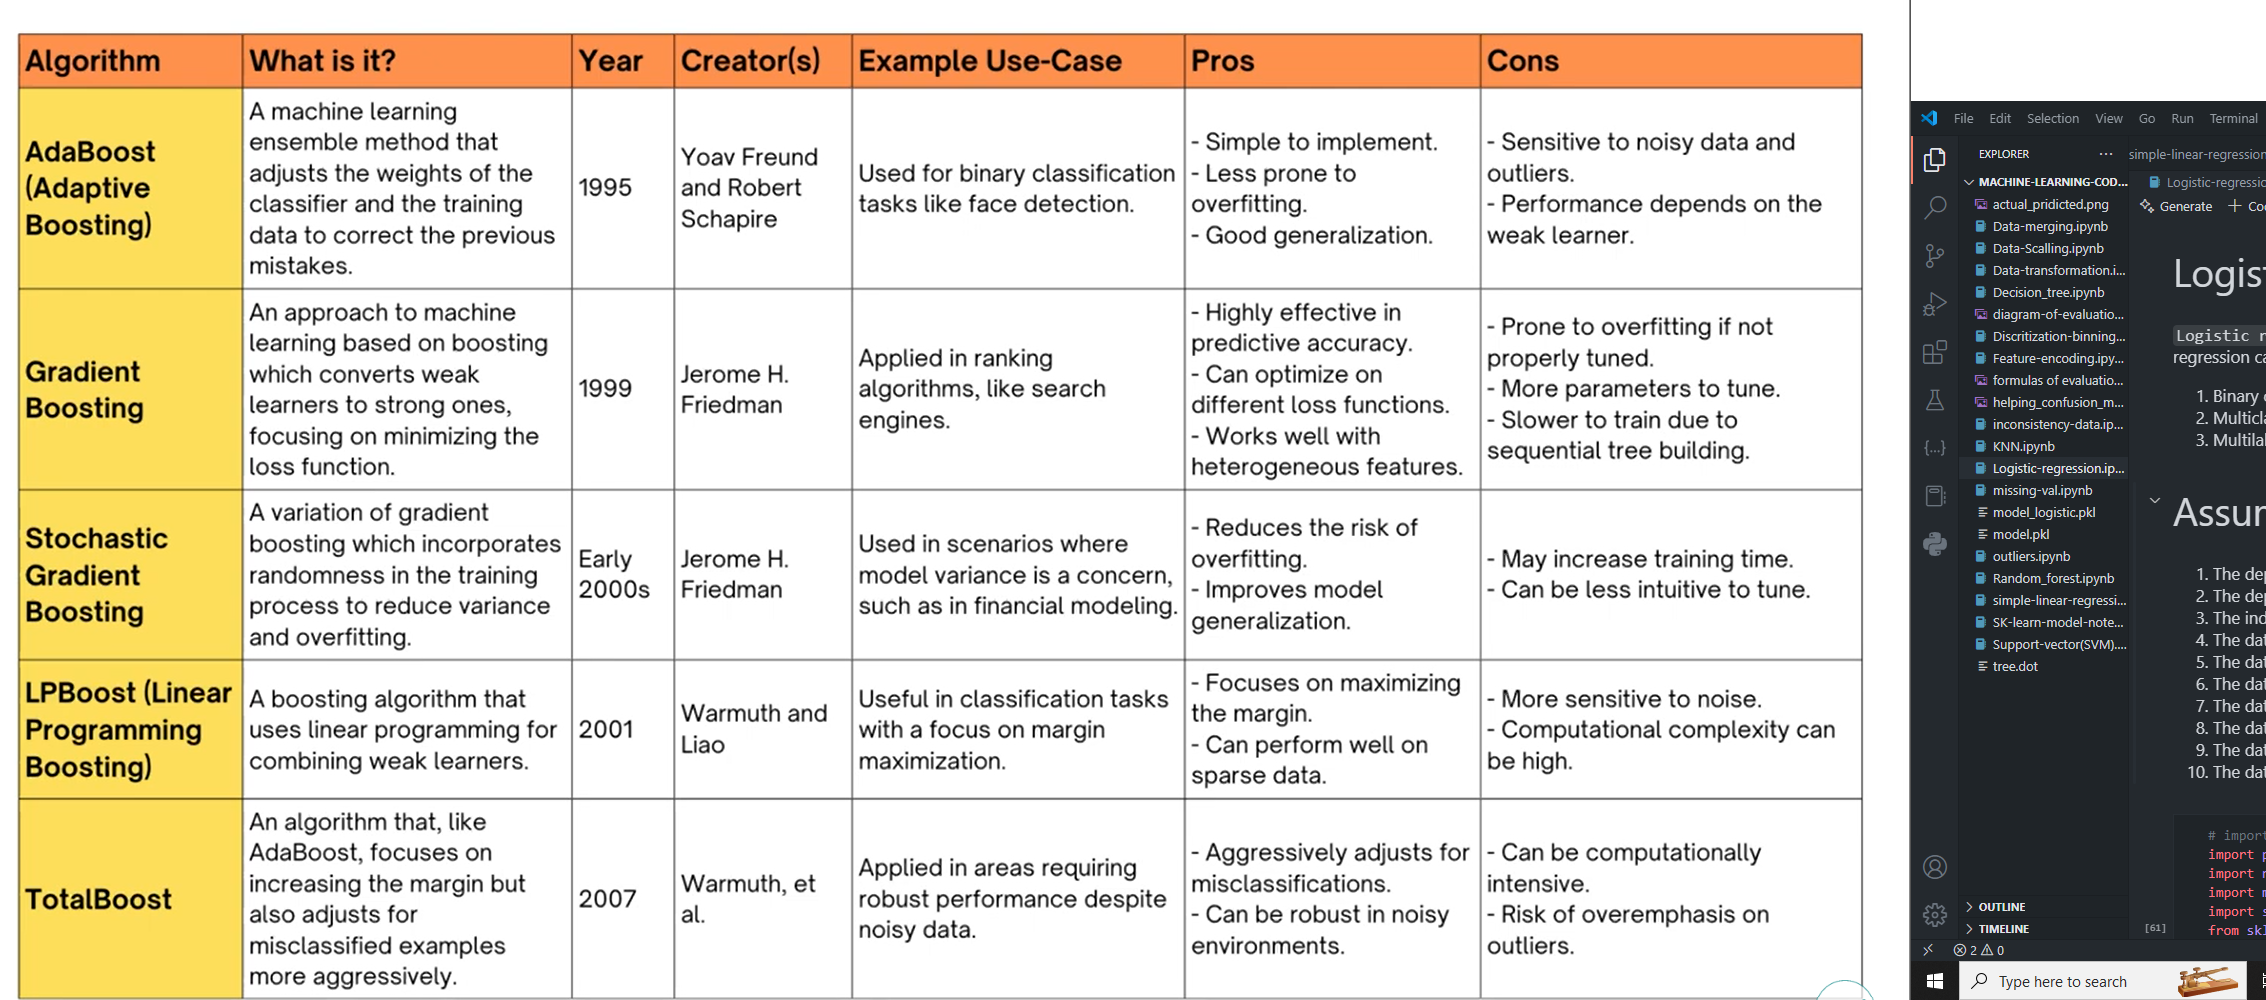 Algorithm
What is it?
Year
Creator(s)
Example Use-Case
Pros
Cons
AdaBoost
(Adaptive
Boosting)
A machine learning
ensemble method that
adjusts the weights of the
classifier and the training
data to correct the previous
mistakes.
1995
Yoav Freund
and Robert
Schapire
Used for binary classification
tasks like face detection.
- Simple to implement.
- Less prone to
overfitting.
- Good generalization.
- Sensitive to noisy data and
outliers.
- Performance depends on the
weak learner.
Gradient
Boosting
An approach to machine
learning based on boosting
which converts weak
learners to strong ones,
focusing on minimizing the
loss function.
1999
Jerome H.
Friedman
Applied in ranking
algorithms, like search
engines.
- Highly effective in
predictive accuracy.
- Can optimize on
different loss functions.
- Works well with
heterogeneous features.
- Prone to overfitting if not
properly tuned.
- More parameters to tune.
- Slower to train due to
sequential tree building.
Stochastic
Gradient
Boosting
A variation of gradient
boosting which incorporates
randomness in the training
process to reduce variance
and overfitting.
Early
2000s
Jerome H.
Friedman
Used in scenarios where
model variance is a concern,
such as in financial modeling.
- Reduces the risk of
overfitting.
- Improves model
generalization.
- May increase training time.
- Can be less intuitive to tune.
LPBoost (Linear
Programming
Boosting)
A boosting algorithm that
uses linear programming for
combining weak learners.
2001
Warmuth and
Liao
Useful in classification tasks
with a focus on margin
maximization.
- Focuses on maximizing
the margin.
- Can perform well on
sparse data.
- More sensitive to noise.
- Computational complexity can
be high.
TotalBoost
An algorithm that, like
AdaBoost, focuses on
increasing the margin but
also adjusts for
misclassified examples
more aggressively.
2007
Warmuth, et
al.
Applied in areas requiring
robust performance despite
noisy data.
- Aggressively adjusts for
misclassifications.
- Can be robust in noisy
environments.
- Can be computationally
intensive.
- Risk of overemphasis on
outliers.
File Edit Selection View Go Run Terminal
EXPLORER ...
MACHINE-LEARNING-COD...
actual_pridicted.png
Data-merging.ipynb
Data-Scalling.ipynb
Data-transformation.i...
Decision_tree.ipynb
diagram-of-evaluatio...
Discritization-binning...
Feature-encoding.ipy...
formulas of evaluatio...
helping_confusion_m...
inconsistency-data.ip...
KNN.ipynb
Logistic-regression.ip...
missing-val.ipynb
model_logistic.pkl
model.pkl
outliers.ipynb
Random_forest.ipynb
simple-linear-regressi...
SK-learn-model-note...
Support-vector(SVM)....
tree.dot
OUTLINE
TIMELINE
simple-linear-regression
Logistic-regressic
Generate + Co
Logis
Logistic r
regression ca
1. Binary
2. Multicla
3. Multila
Assur
1. The dep
2. The dep
3. The ind
4. The dat
5. The dat
6. The dat
7. The dat
8. The dat
9. The dat
10. The dat
# import
import p
import
import
import s
from skl
[61]
2 0
Type here to search